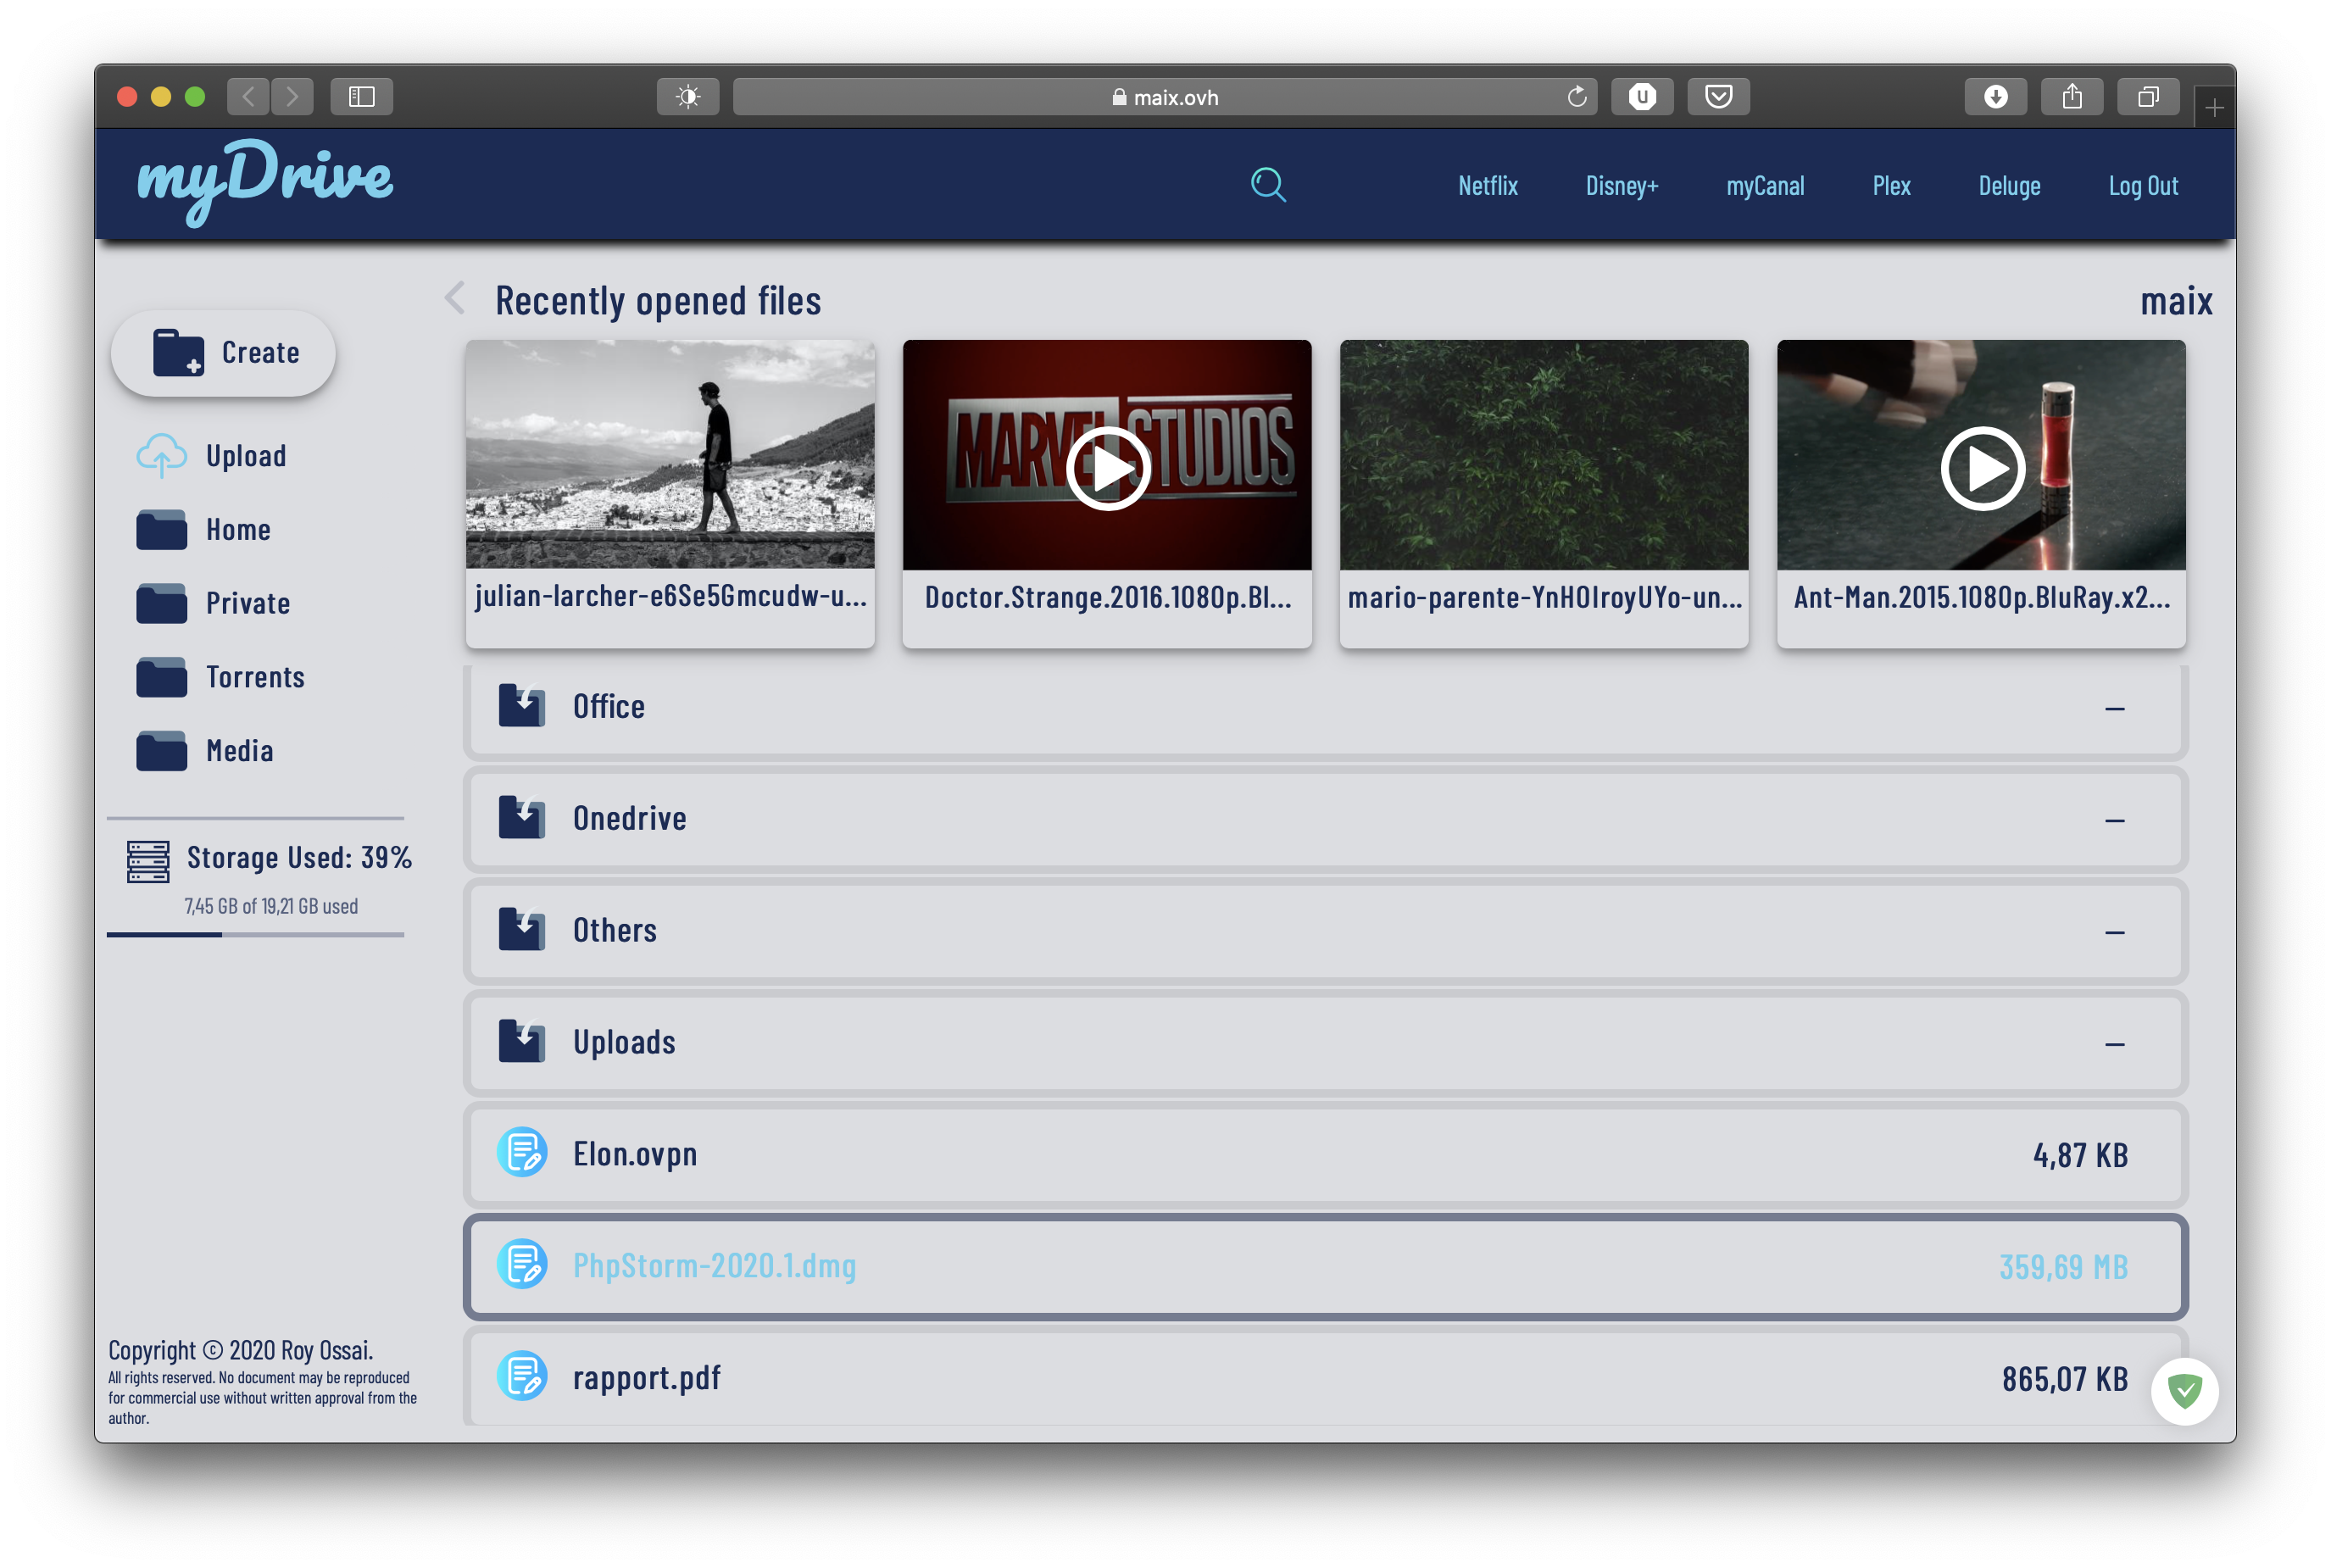 maix.ovh
myDrive
Netflix
Disney+
myCanal
Plex
Deluge
Log Out
Recently opened files
maix
Create
Upload
Home
Private
Torrents
Media
Storage Used: 39%
7,45 GB of 19,21 GB used
MARVEL STUDIOS
julian-larcher-e6Se5Gmcudw-u...
Doctor.Strange.2016.1080p.Bl...
mario-parente-YnHOIroyUYo-un...
Ant-Man.2015.1080p.BluRay.x2...
Office –
Onedrive –
Others –
Uploads –
Elon.ovpn 4,87 KB
PhpStorm-2020.1.dmg 359,69 MB
rapport.pdf 865,07 KB
Copyright © 2020 Roy Ossai.
All rights reserved. No document may be reproduced
for commercial use without written approval from the
author.